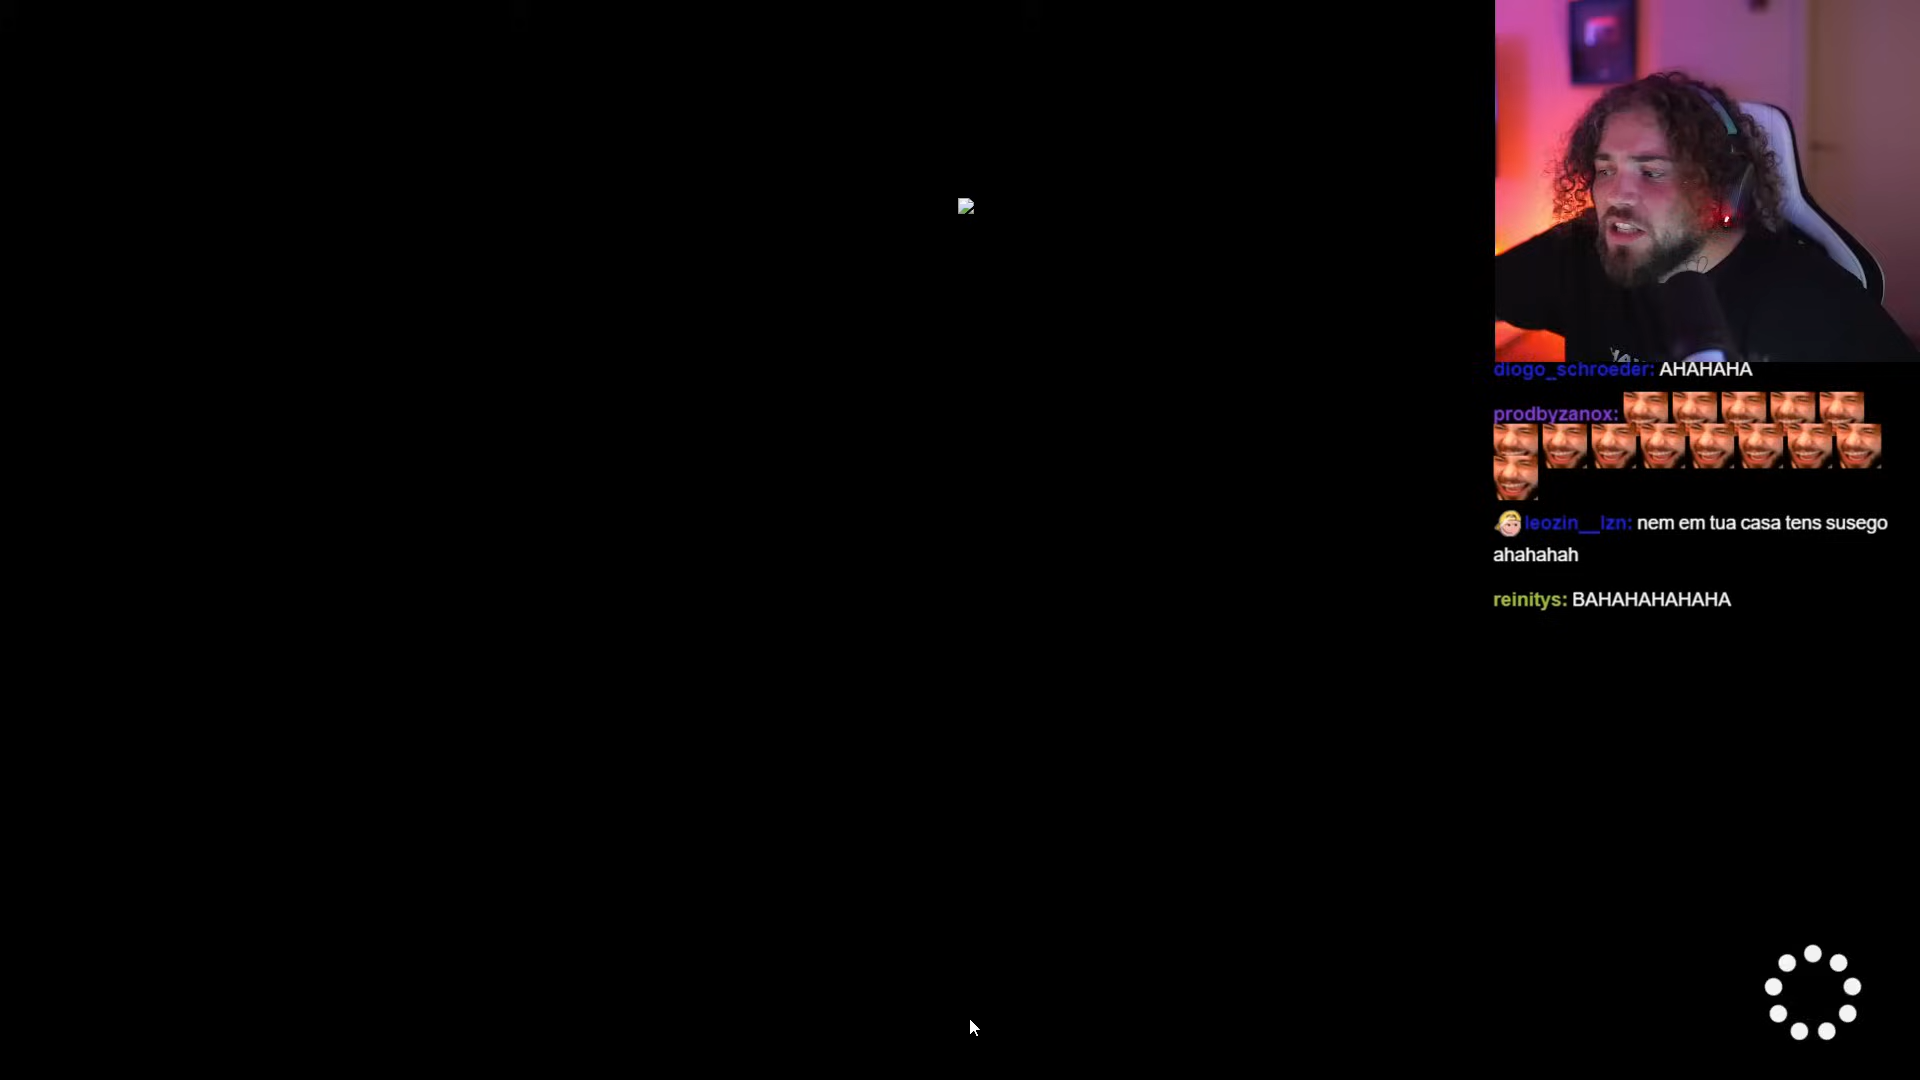 diogo_schroeder: AHAHAHA
prodbyzanox:
leozin__lzn: nem em tua casa tens susego
ahahahah
reinitys: BAHAHAHAHAHA